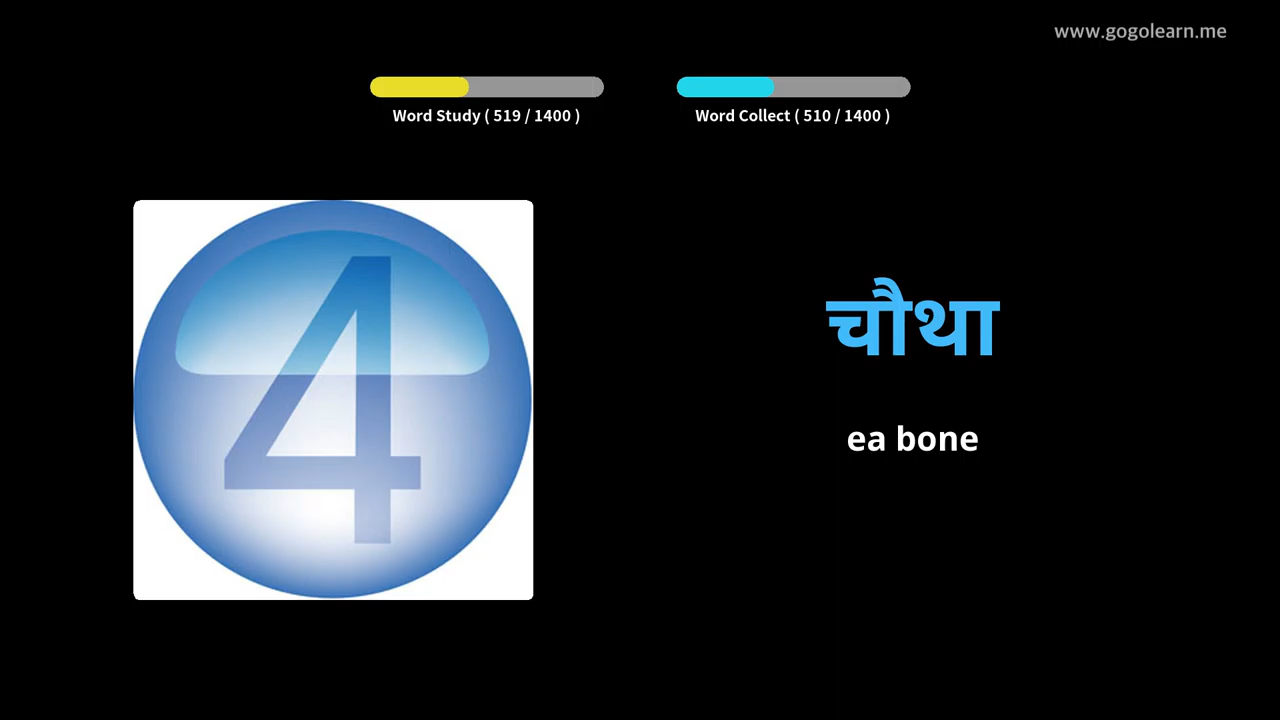 www.gogolearn.me
Word Study ( 519 / 1400 )
Word Collect ( 510 / 1400 )
4
चौथा
ea bone